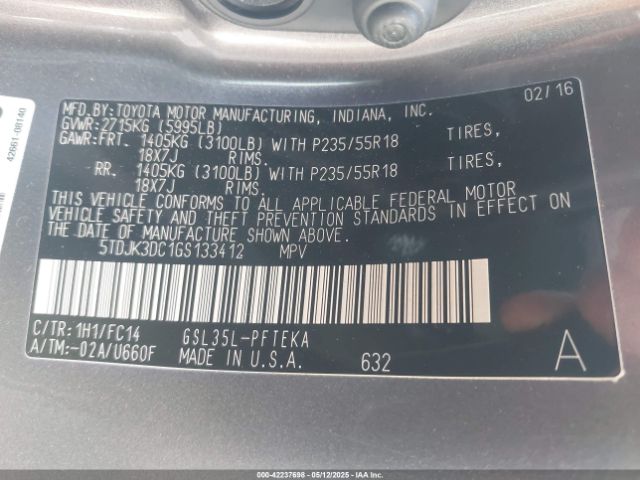 MFD.BY: TOYOTA MOTOR MANUFACTURING, INDIANA, INC. 02/16
GVWR: 2715KG (5995LB)
GAWR: FRT. 1405KG (3100LB) WITH P235/55R18 TIRES,
18X7J RIMS.
RR. 1405KG (3100LB) WITH P235/55R18 TIRES,
18X7J RIMS.
THIS VEHICLE CONFORMS TO ALL APPLICABLE FEDERAL MOTOR
VEHICLE SAFETY AND THEFT PREVENTION STANDARDS IN EFFECT ON
THE DATE OF MANUFACTURE SHOWN ABOVE.
5TDJK3DC1GS133412 MPV
C/TR: 1H1/FC14 GSL35L-PFTEKA
A/TM: -02A/U660F MADE IN U.S.A. 632 A
42661-08140
000-42237698 - 05/12/2025 - IAA